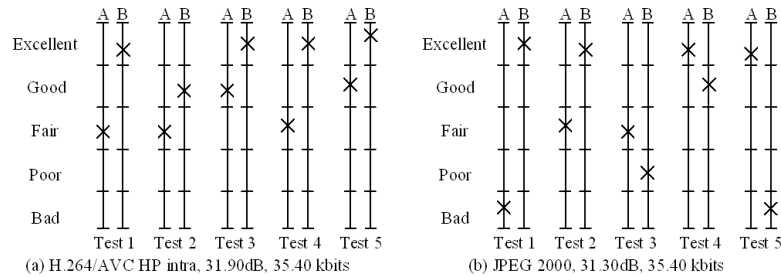 A B A B A B A B A B
Excellent
Good
Fair
Poor
Bad
Test 1 Test 2 Test 3 Test 4 Test 5
(a) H.264/AVC HP intra, 31.90dB, 35.40 kbits
A B A B A B A B A B
Excellent
Good
Fair
Poor
Bad
Test 1 Test 2 Test 3 Test 4 Test 5
(b) JPEG 2000, 31.30dB, 35.40 kbits